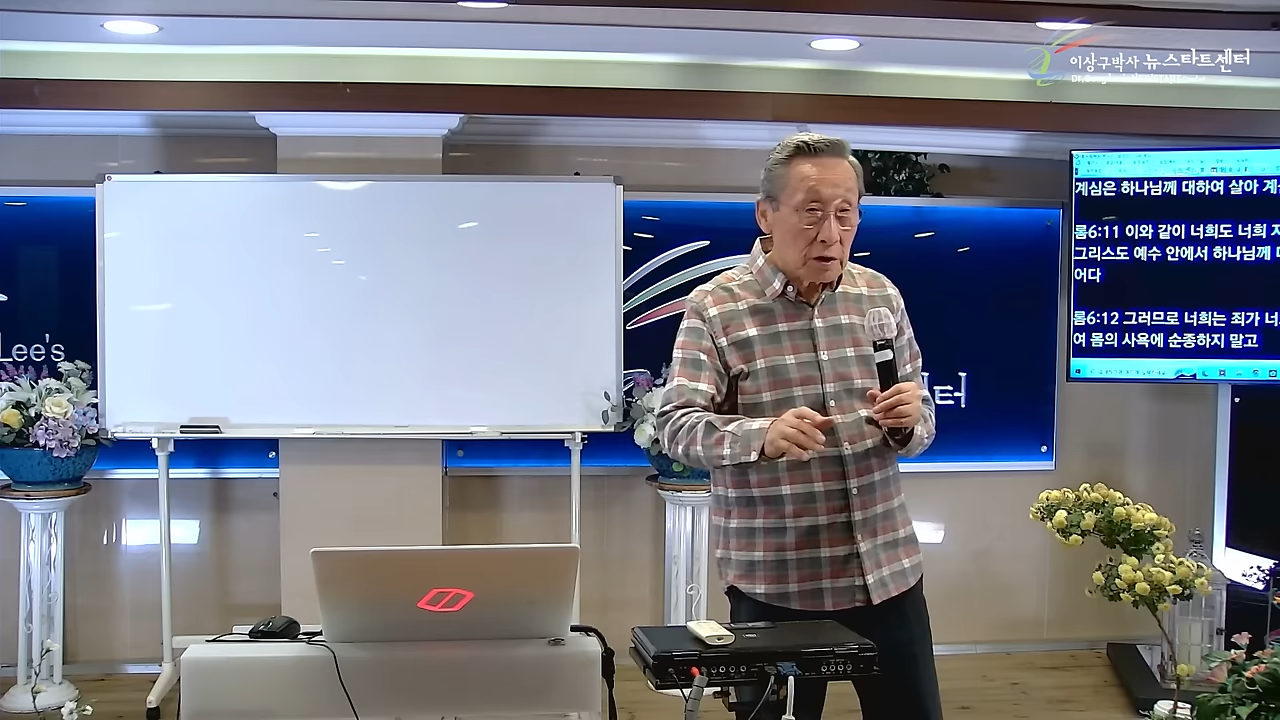 이상구박사 뉴스타트센터
계심은 하나님께 대하여 살아
롬6:11 이와 같이 너희도 너희
그리스도 예수 안에서 하나님께
어다
롬6:12 그러므로 너희는 죄가
여 몸의 사욕에 순종하지 말고
Lee's
터